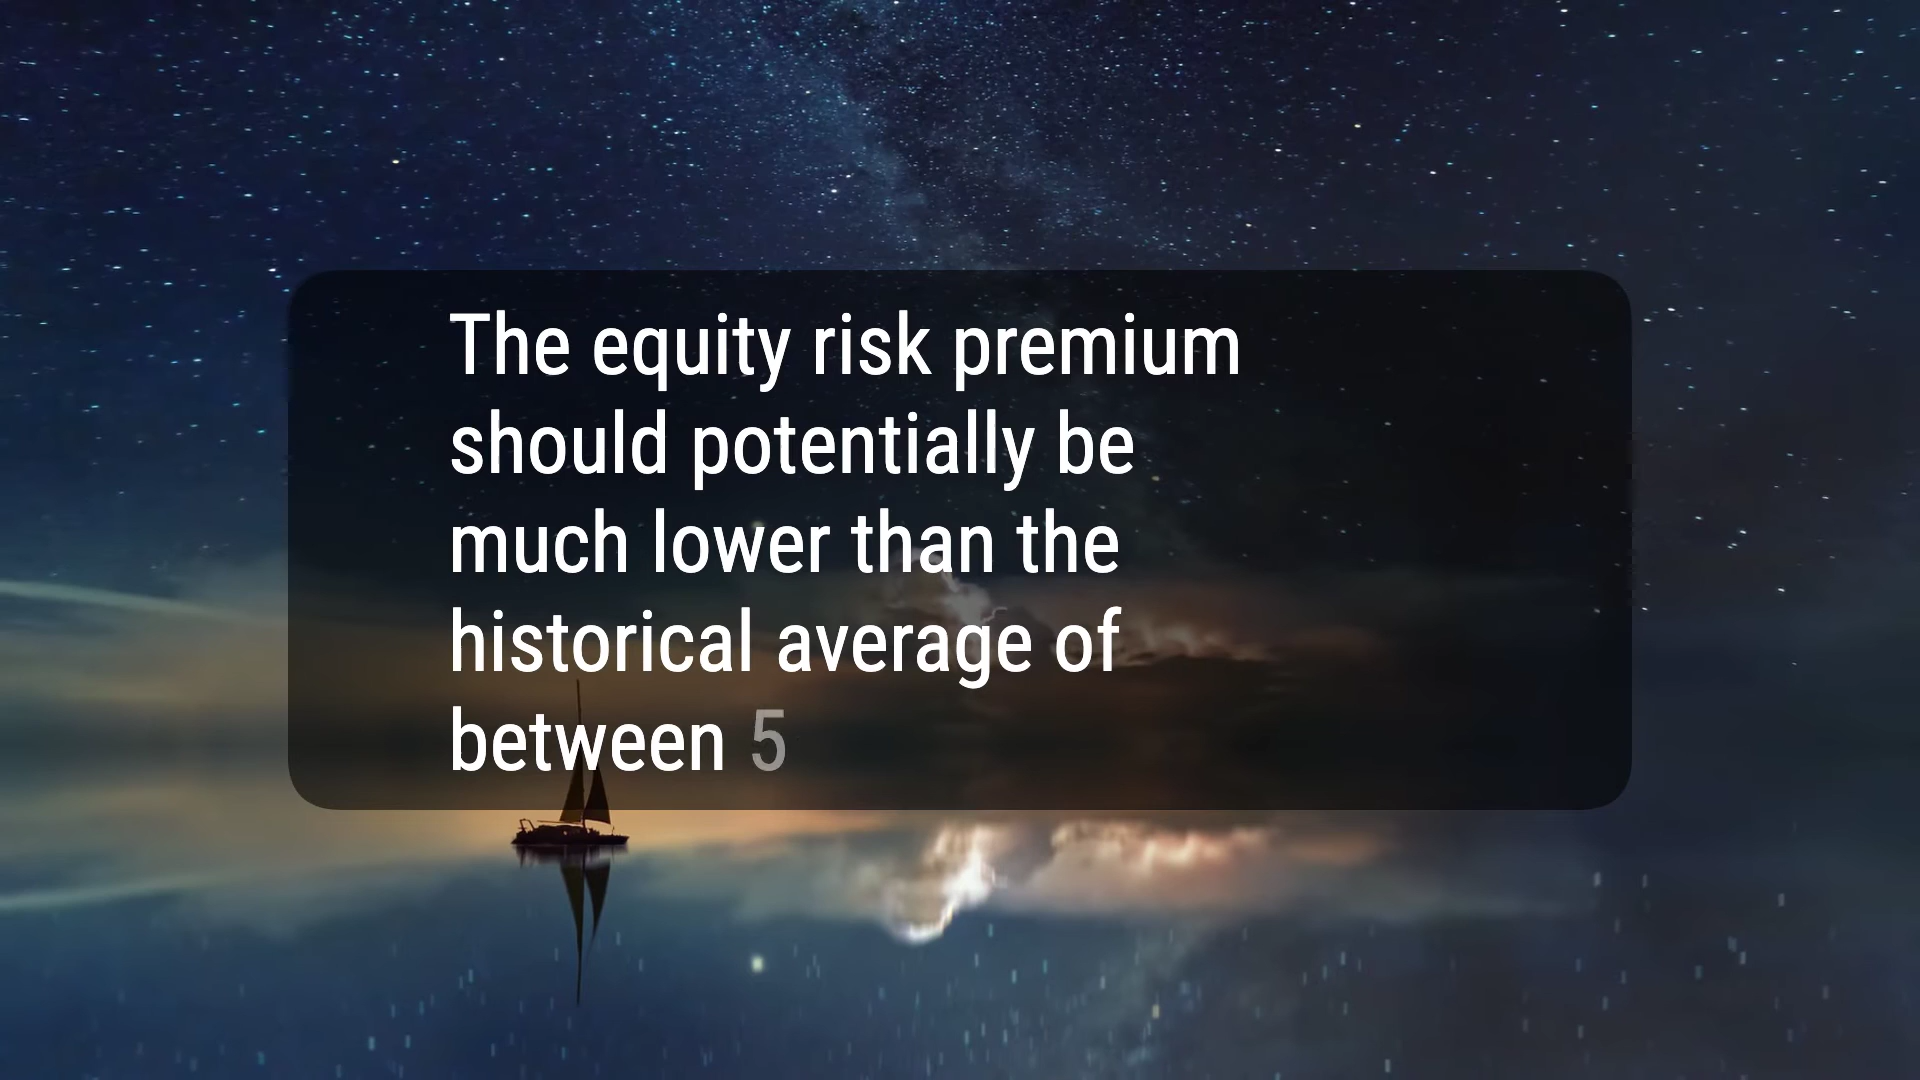 The equity risk premium
should potentially be
much lower than the
historical average of
between 5